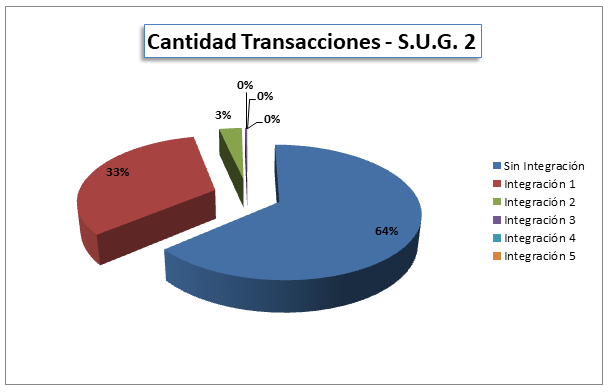 Cantidad Transacciones - S.U.G. 2
0%
0%
3%
0%
33%
64%
Sin Integración
Integración 1
Integración 2
Integración 3
Integración 4
Integración 5